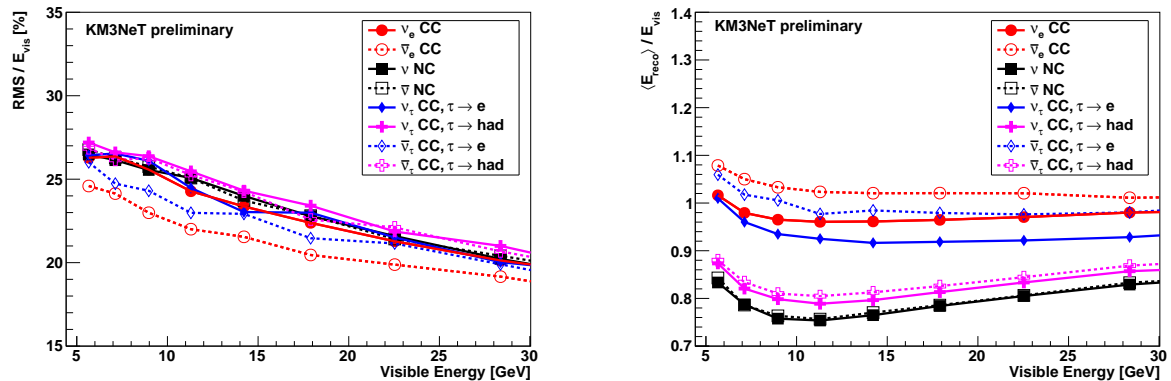 RMS / E_vis [%]
35
30
25
20
15
KM3NeT preliminary
ν_e CC
ν̅_e CC
ν NC
ν̅ NC
ν_τ CC, τ → e
ν_τ CC, τ → had
ν̅_τ CC, τ → e
ν̅_τ CC, τ → had
5 10 15 20 25 30
Visible Energy [GeV]
⟨E_reco⟩ / E_vis
1.4
1.3
1.2
1.1
1.0
0.9
0.8
0.7
KM3NeT preliminary
ν_e CC
ν̅_e CC
ν NC
ν̅ NC
ν_τ CC, τ → e
ν_τ CC, τ → had
ν̅_τ CC, τ → e
ν̅_τ CC, τ → had
5 10 15 20 25 30
Visible Energy [GeV]